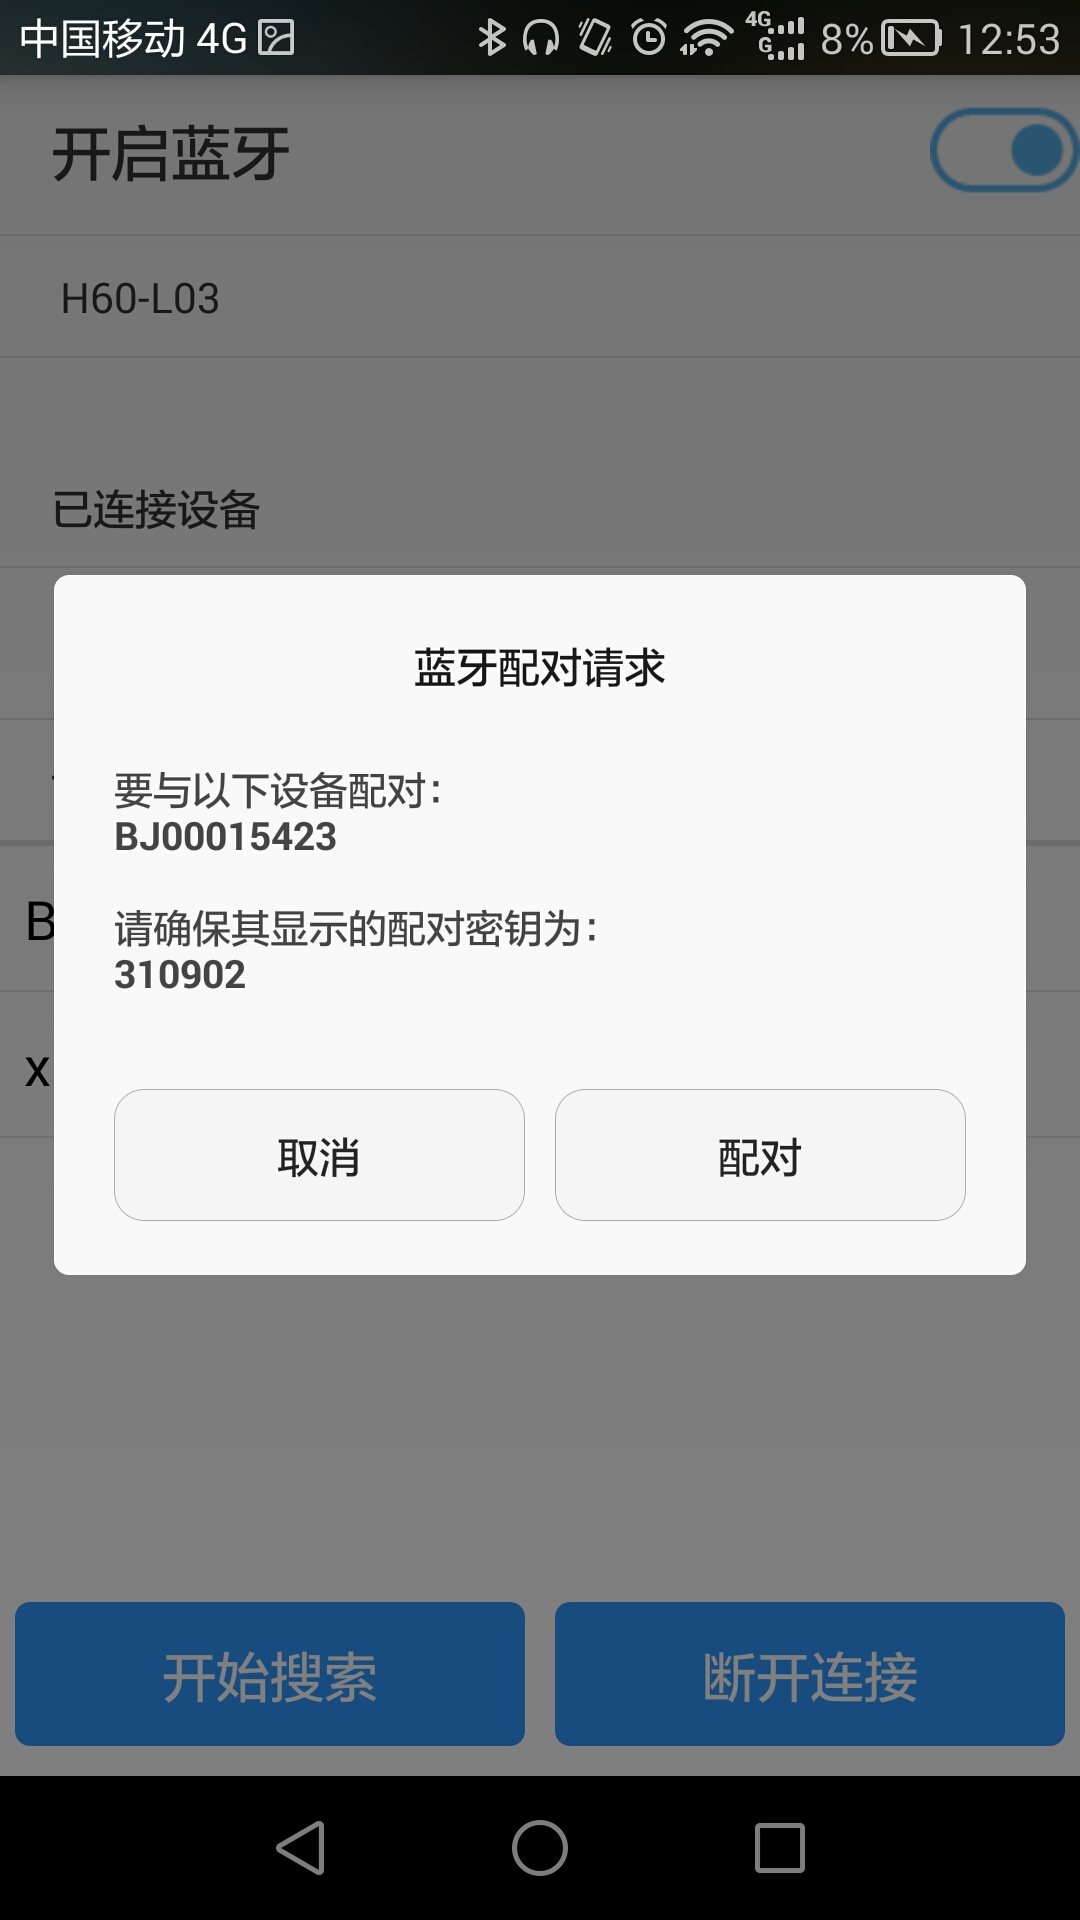 中国移动 4G 4G G 8% 12:53
开启蓝牙
H60-L03
已连接设备
蓝牙配对请求
要与以下设备配对：
BJ00015423
请确保其显示的配对密钥为：
310902
B
x
取消 配对
开始搜索 断开连接